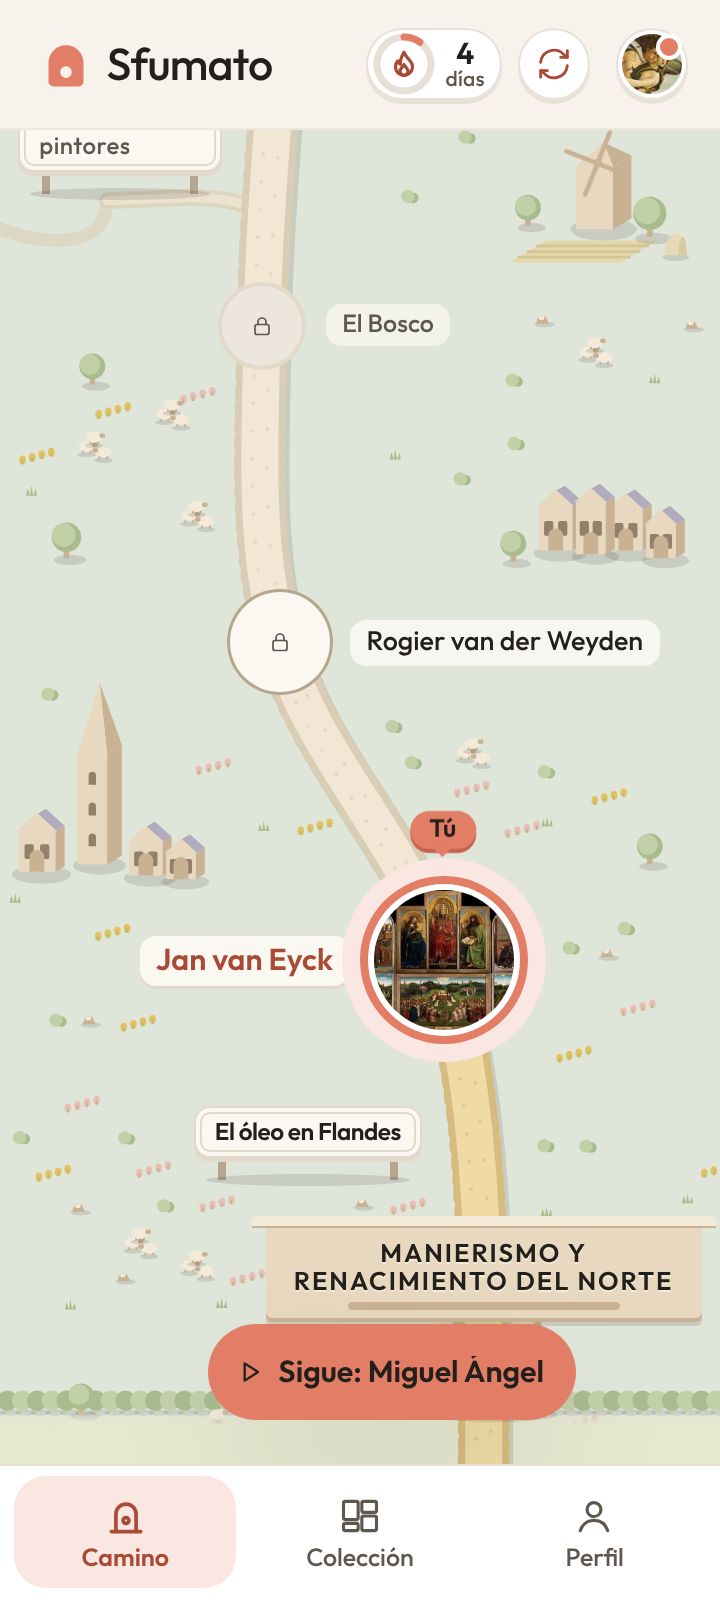 Sfumato
4
días
pintores
El Bosco
Rogier van der Weyden
Tú
Jan van Eyck
El óleo en Flandes
MANIERISMO Y
RENACIMIENTO DEL NORTE
Sigue: Miguel Ángel
Camino
Colección
Perfil